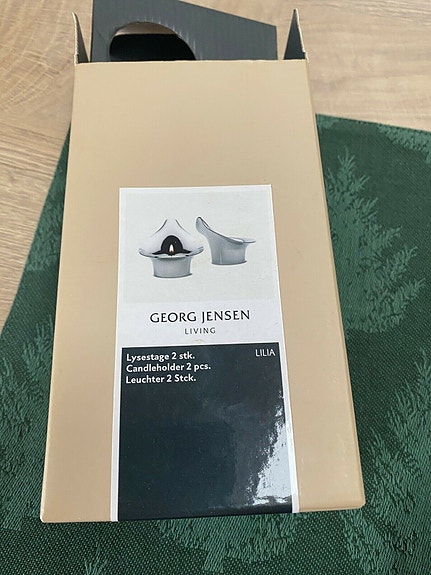 GEORG JENSEN
LIVING
Lysestage 2 stk. LILIA
Candleholder 2 pcs.
Leuchter 2 Stck.